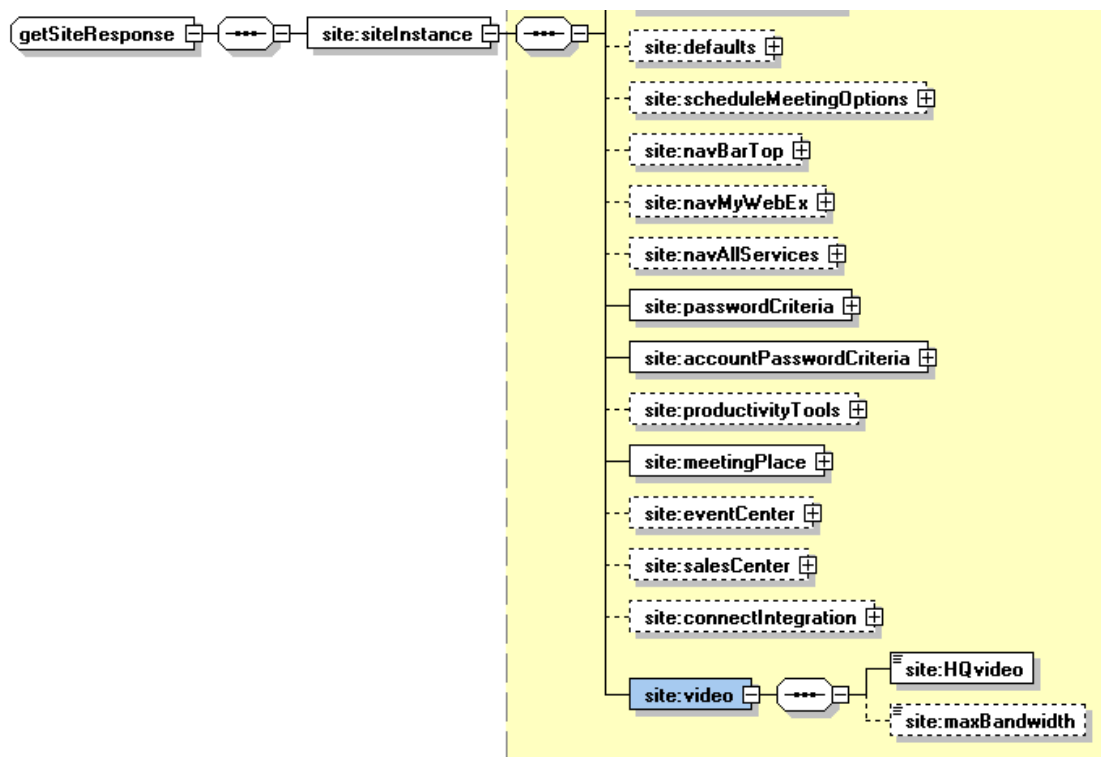 getSiteResponse
site:siteInstance
site:defaults
site:scheduleMeetingOptions
site:navBarTop
site:navMyWebEx
site:navAllServices
site:passwordCriteria
site:accountPasswordCriteria
site:productivityTools
site:meetingPlace
site:eventCenter
site:salesCenter
site:connectIntegration
site:video
site:HQvideo
site:maxBandwidth